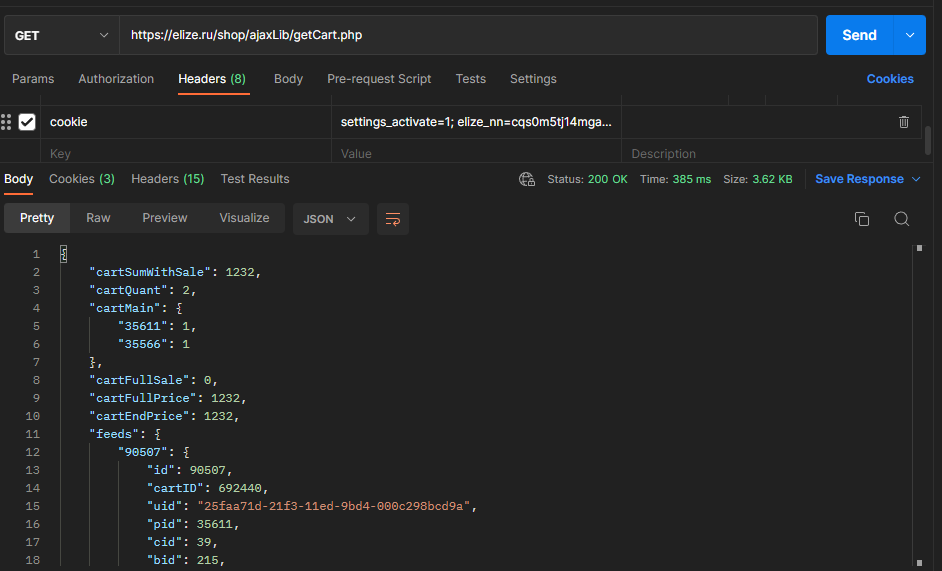 GET https://elize.ru/shop/ajaxLib/getCart.php Send
Params Authorization Headers (8) Body Pre-request Script Tests Settings Cookies
cookie settings_activate=1; elize_nn=cqs0m5tj14mga...
Key Value Description
Body Cookies (3) Headers (15) Test Results Status: 200 OK Time: 385 ms Size: 3.62 KB Save Response
Pretty Raw Preview Visualize JSON
1 {
2 "cartSumWithSale": 1232,
3 "cartQuant": 2,
4 "cartMain": {
5 "35611": 1,
6 "35566": 1
7 },
8 "cartFullSale": 0,
9 "cartFullPrice": 1232,
10 "cartEndPrice": 1232,
11 "feeds": {
12 "90507": {
13 "id": 90507,
14 "cartID": 692440,
15 "uid": "25faa71d-21f3-11ed-9bd4-000c298bcd9a",
16 "pid": 35611,
17 "cid": 39,
18 "bid": 215,